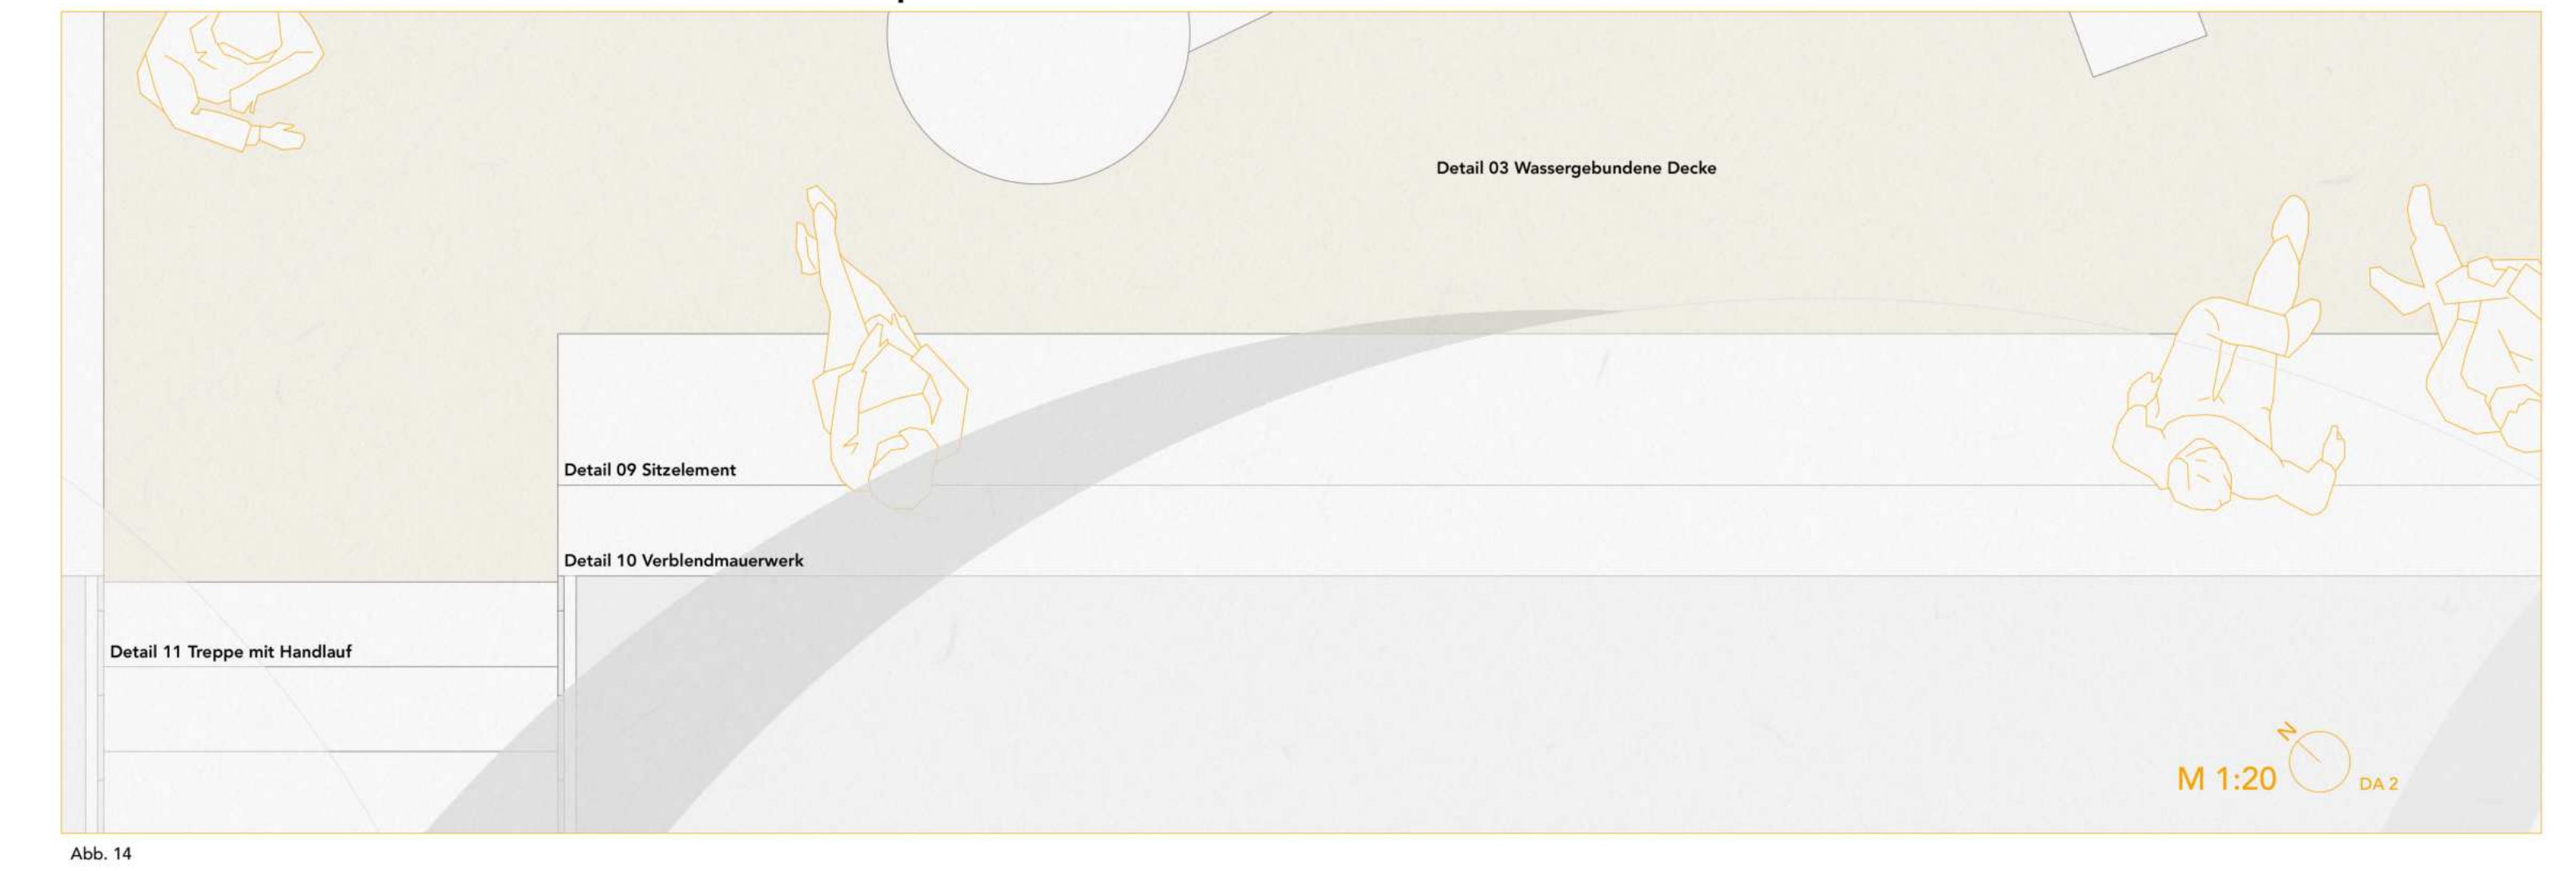 Detail 03 Wassergebundene Decke
Detail 09 Sitzelement
Detail 10 Verblendmauerwerk
Detail 11 Treppe mit Handlauf
N
M 1:20
DA 2
Abb. 14